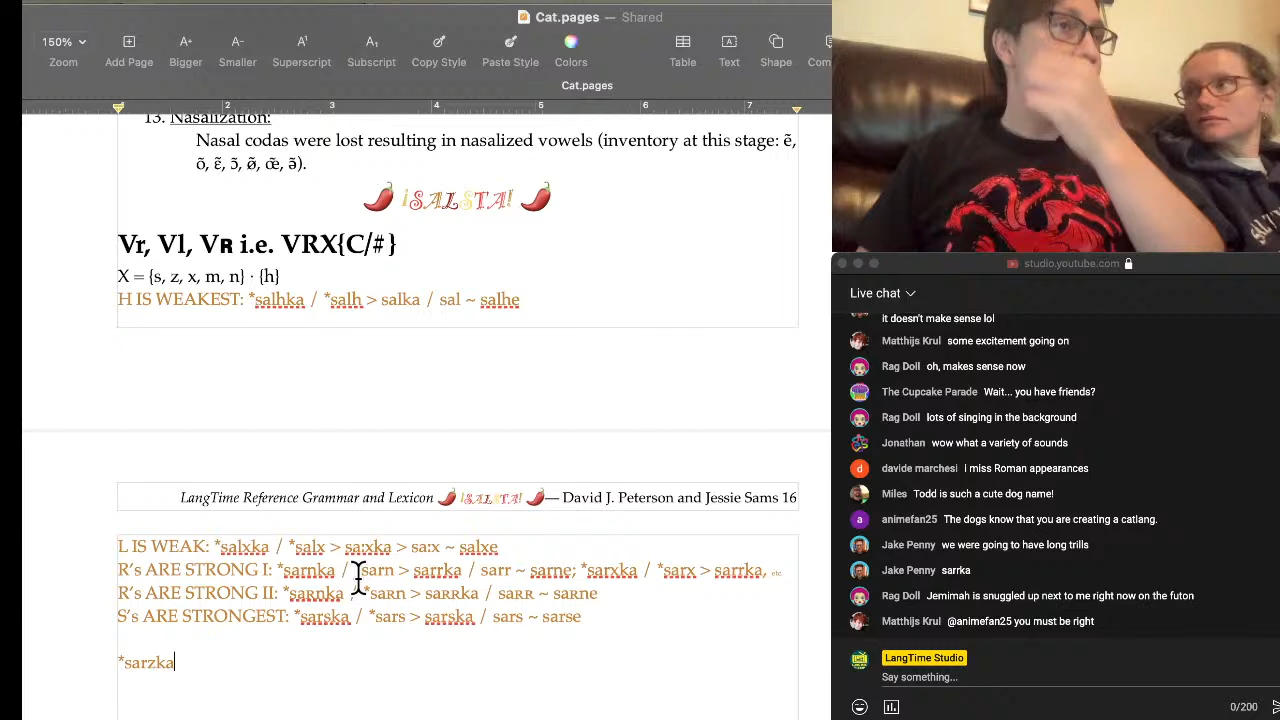 Cat.pages — Shared
150%
Zoom
Add Page
Bigger
Smaller
Superscript
Subscript
Copy Style
Paste Style
Colors
Table
Text
Shape
Com
Cat.pages
2 3 4 5 6 7
13. Nasalization:
Nasal codas were lost resulting in nasalized vowels (inventory at this stage: ẽ,
õ, ɛ̃, ɔ̃, ø̃, œ̃, ə̃).
🌶️ ¡SALSTA! 🌶️
Vr, Vl, Vʀ i.e. VRX{C/#}
X = {s, z, x, m, n} · {h}
H IS WEAKEST: *salhka / *salh > salka / sal ~ salhe
LangTime Reference Grammar and Lexicon 🌶️ ¡SALSTA! 🌶️— David J. Peterson and Jessie Sams 16
L IS WEAK: *salxka / *salx > sa:xka > sa:x ~ salxe
R's ARE STRONG I: *sarnka / *sarn > sarrka / sarr ~ sarne; *sarxka / *sarx > sarrka, etc
R's ARE STRONG II: *saʀnka / *saʀn > saʀʀka / saʀʀ ~ saʀne
S's ARE STRONGEST: *sarska / *sars > sarska / sars ~ sarse
*sarzka
studio.youtube.com
Live chat
it doesn't make sense lol
Matthijs Krul some excitement going on
Rag Doll oh, makes sense now
The Cupcake Parade Wait... you have friends?
Rag Doll lots of singing in the background
Jonathan wow what a variety of sounds
davide marchesi I miss Roman appearances
Miles Todd is such a cute dog name!
animefan25 The dogs know that you are creating a catlang.
Jake Penny we were going to have long trills
Jake Penny sarrka
Rag Doll Jemimah is snuggled up next to me right now on the futon
Matthijs Krul @animefan25 you must be right
LangTime Studio
Say something...
0/200